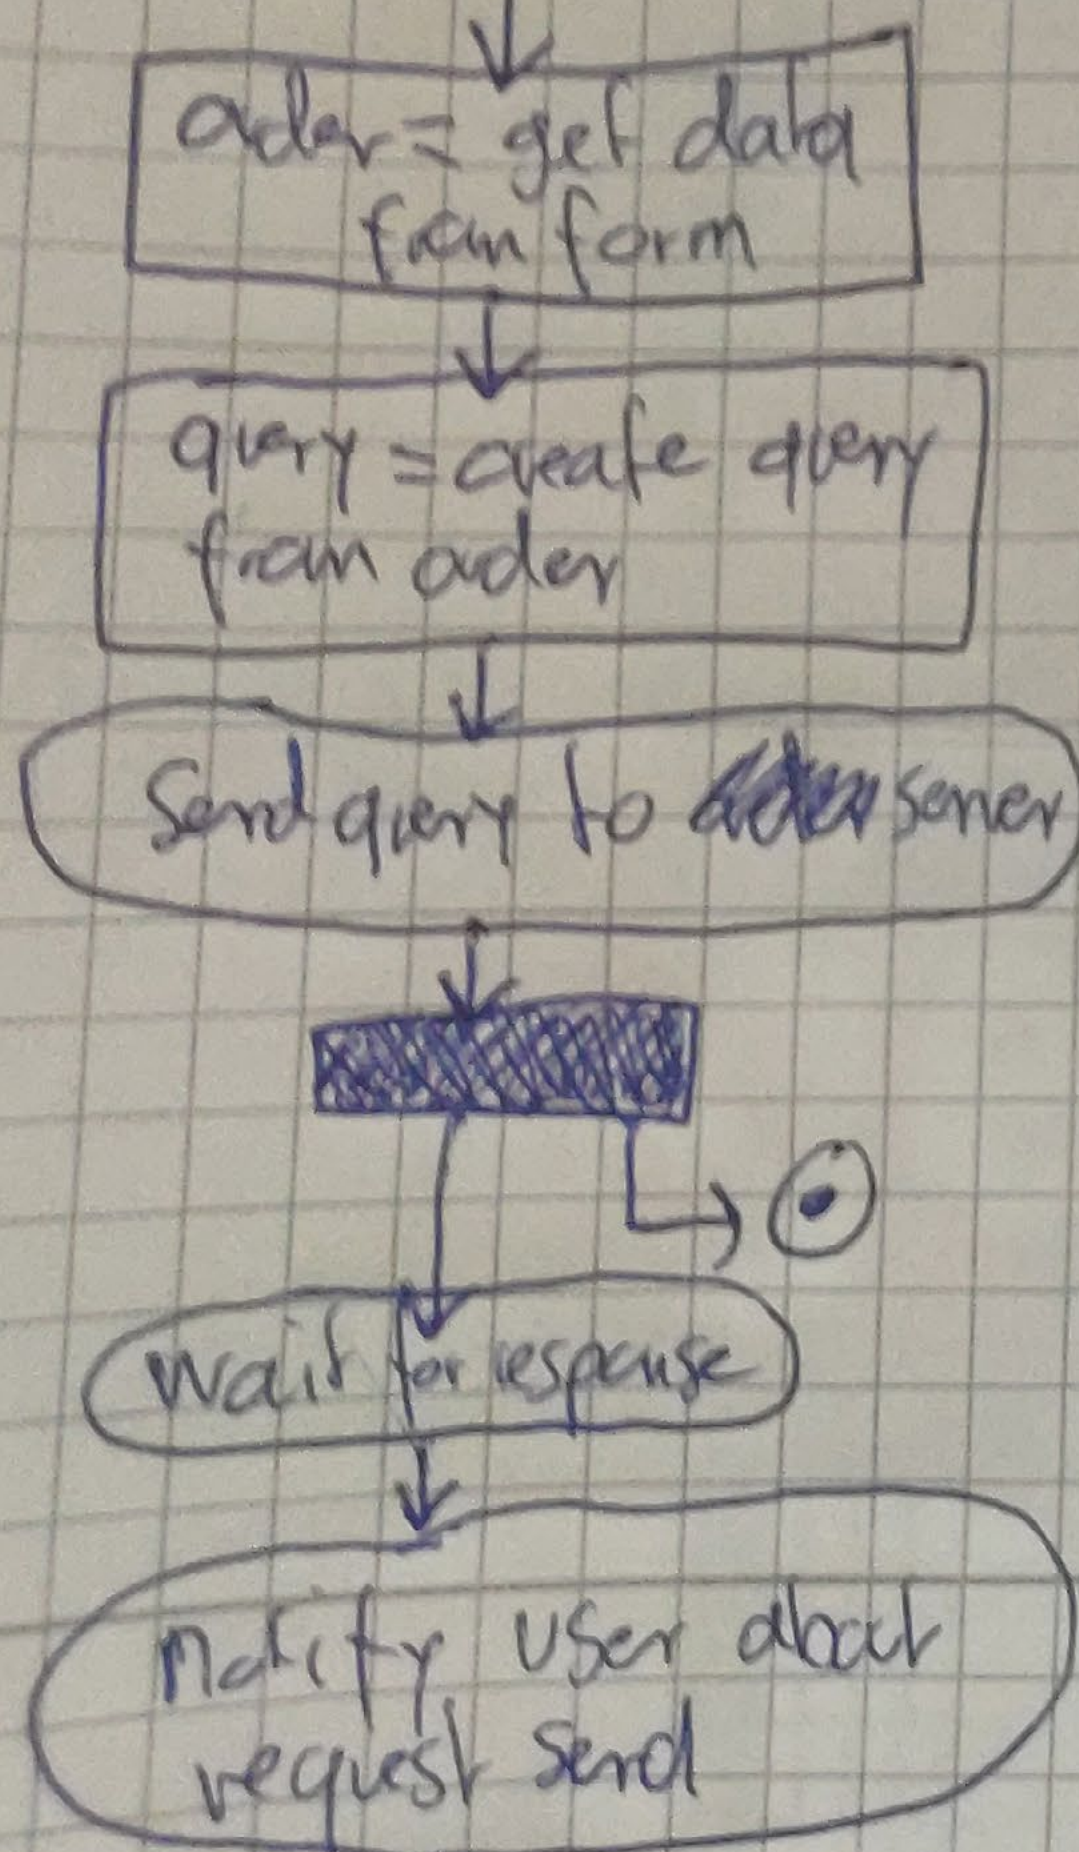 order = get data
from form
query = create query
from order
Send query to server
wait for response
Notify user about
request send